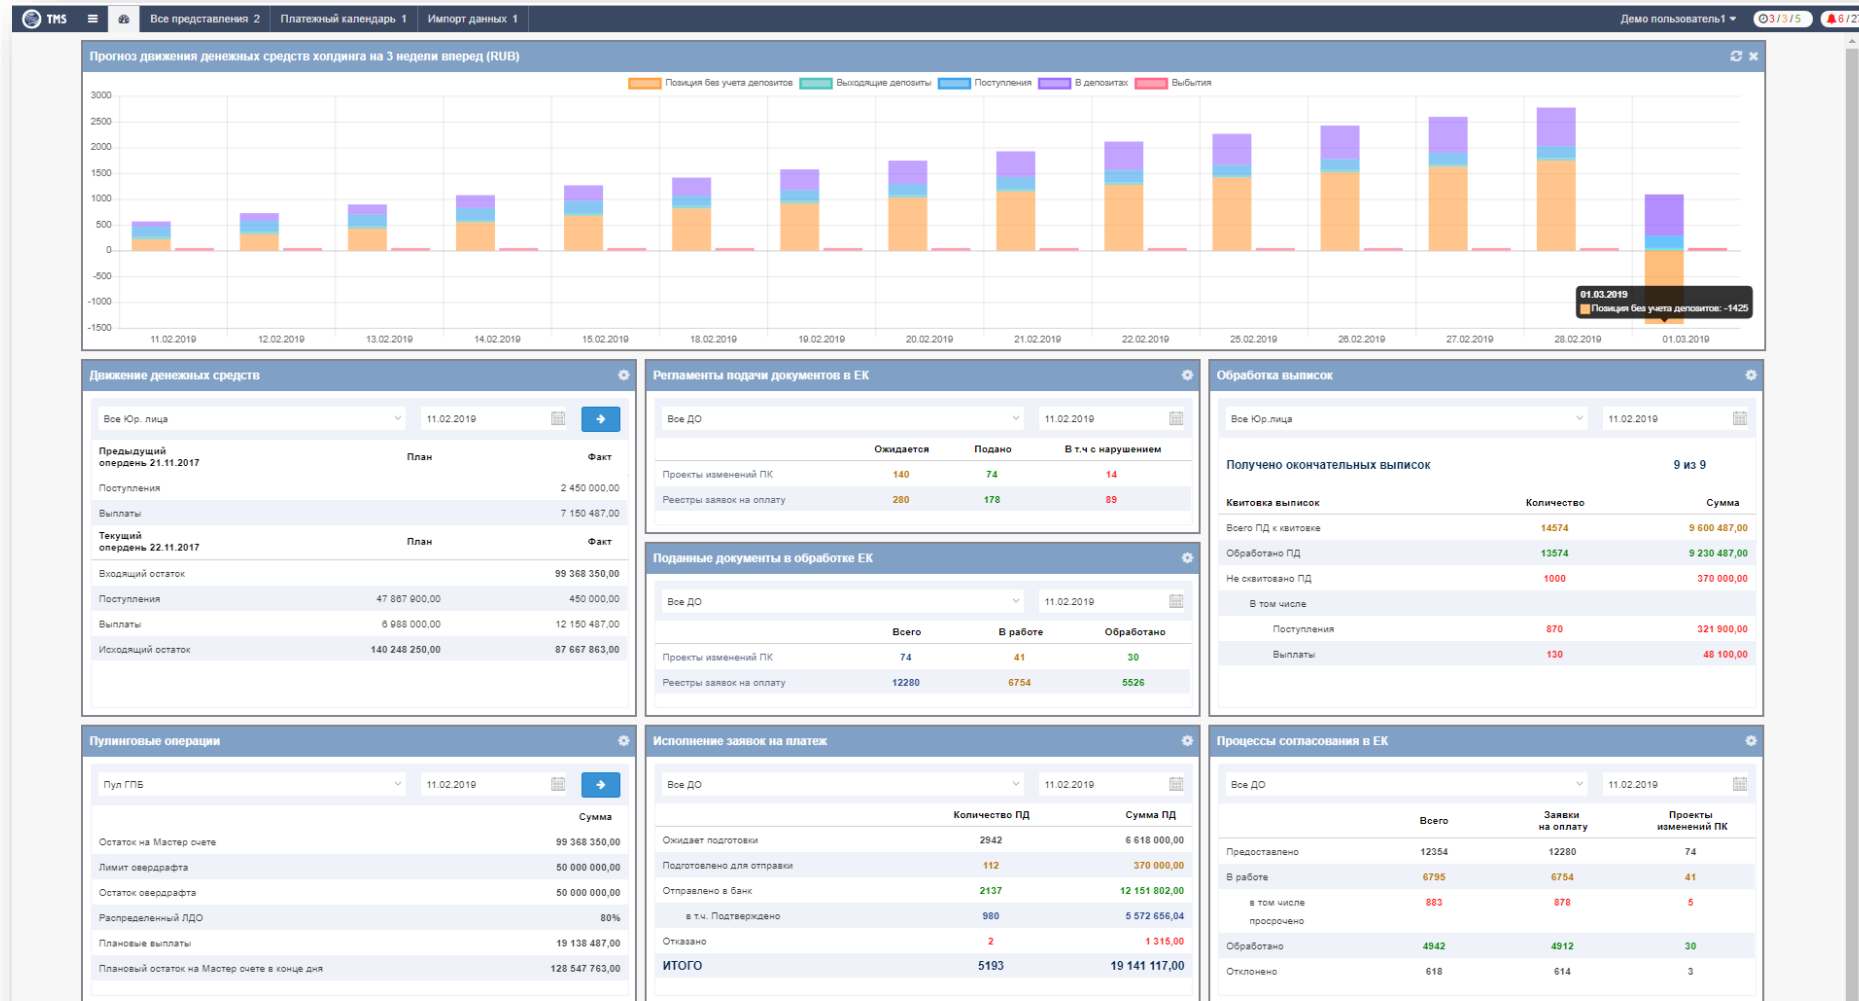 TMS
Все представления 2
Платежный календарь 1
Импорт данных 1
Демо пользователь1
3/3/5
6/27
Прогноз движения денежных средств холдинга на 3 недели вперед (RUB)
Позиция без учета депозитов
Выходящие депозиты
Поступления
В депозитах
Выбытия
3000
2500
2000
1500
1000
500
0
-500
-1000
-1500
01.03.2019
Позиция без учета депозитов: -1425
11.02.2019
12.02.2019
13.02.2019
14.02.2019
15.02.2019
18.02.2019
19.02.2019
20.02.2019
21.02.2019
22.02.2019
25.02.2019
26.02.2019
27.02.2019
28.02.2019
01.03.2019
Движение денежных средств
Все Юр. лица
11.02.2019
Предыдущий
опердень 21.11.2017 План Факт
Поступления 2 450 000,00
Выплаты 7 150 487,00
Текущий
опердень 22.11.2017 План Факт
Входящий остаток 99 368 350,00
Поступления 47 867 900,00 450 000,00
Выплаты 6 988 000,00 12 150 487,00
Исходящий остаток 140 248 250,00 87 667 863,00
Регламенты подачи документов в ЕК
Все ДО
11.02.2019
Ожидается Подано В т.ч с нарушением
Проекты изменений ПК 140 74 14
Реестры заявок на оплату 280 178 89
Поданные документы в обработке ЕК
Все ДО
11.02.2019
Всего В работе Обработано
Проекты изменений ПК 74 41 30
Реестры заявок на оплату 12280 6754 5526
Обработка выписок
Все Юр.лица
11.02.2019
Получено окончательных выписок 9 из 9
Квитовка выписок Количество Сумма
Всего ПД к квитовке 14574 9 600 487,00
Обработано ПД 13574 9 230 487,00
Не сквитовано ПД 1000 370 000,00
В том числе
Поступления 870 321 900,00
Выплаты 130 48 100,00
Пулинговые операции
Пул ГПБ
11.02.2019
Сумма
Остаток на Мастер счете 99 368 350,00
Лимит овердрафта 50 000 000,00
Остаток овердрафта 50 000 000,00
Распределенный ЛДО 80%
Плановые выплаты 19 138 487,00
Плановый остаток на Мастер счете в конце дня 128 547 763,00
Исполнение заявок на платеж
Все ДО
11.02.2019
Количество ПД Сумма ПД
Ожидает подготовки 2942 6 618 000,00
Подготовлено для отправки 112 370 000,00
Отправлено в банк 2137 12 151 802,00
в т.ч. Подтверждено 980 5 572 656,04
Отказано 2 1 315,00
ИТОГО 5193 19 141 117,00
Процессы согласования в ЕК
Все ДО
11.02.2019
Всего Заявки на оплату Проекты изменений ПК
Предоставлено 12354 12280 74
В работе 6795 6754 41
в том числе просрочено 883 878 5
Обработано 4942 4912 30
Отклонено 618 614 3